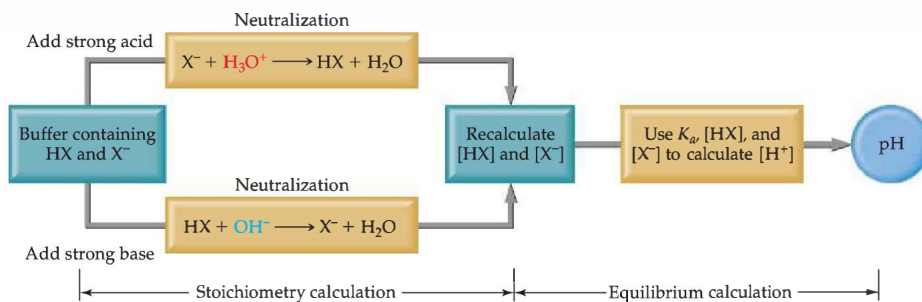 Neutralization
Add strong acid
X⁻ + H₃O⁺ ⟶ HX + H₂O
Buffer containing
HX and X⁻
Recalculate
[HX] and [X⁻]
Use Kₐ, [HX], and
[X⁻] to calculate [H⁺]
pH
Neutralization
HX + OH⁻ ⟶ X⁻ + H₂O
Add strong base
Stoichiometry calculation
Equilibrium calculation